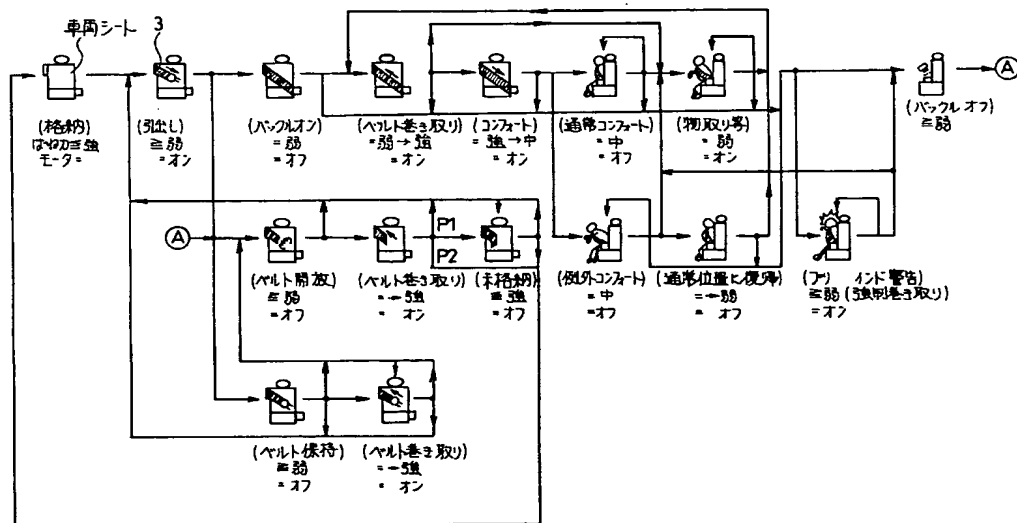 車両シート
3
(格納)
ばね力≧強
モータ=
(引出し)
≧弱
=オン
(バックルオン)
=弱
=オフ
(ベルト巻き取り)
=弱→強
=オン
(コンフォート)
=強→中
=オン
(通常コンフォート)
=中
=オフ
(物取り等)
=弱
=オン
(バックルオフ)
≧弱
A
A
(ベルト開放)
≦弱
=オフ
(ベルト巻き取り)
=→強
=オン
P1
P2
(未格納)
≦強
=オフ
(例外コンフォート)
=中
=オフ
(通常位置に復帰)
=→弱
=オフ
(プリ インド警告)
≦弱(強制巻き取り)
=オン
(ベルト保持)
≦弱
=オフ
(ベルト巻き取り)
=→強
=オン